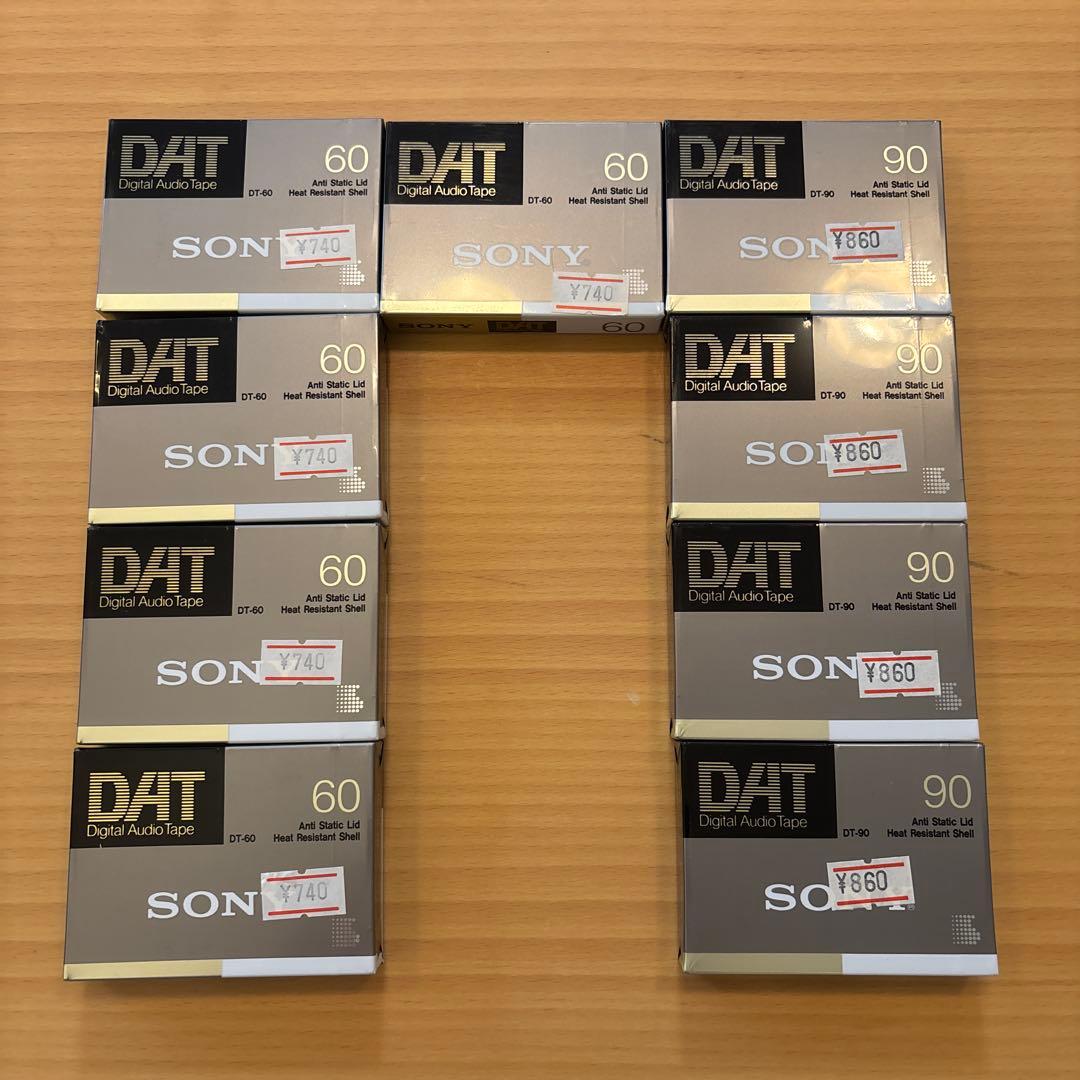 DAT
Digital Audio Tape
60
DT-60
Anti Static Lid
Heat Resistant Shell
SONY
¥740
DAT
Digital Audio Tape
60
DT-60
Anti Static Lid
Heat Resistant Shell
SONY
¥740
SONY DAT 60
DAT
Digital Audio Tape
90
DT-90
Anti Static Lid
Heat Resistant Shell
SON
¥860
DAT
Digital Audio Tape
60
DT-60
Anti Static Lid
Heat Resistant Shell
SONY
¥740
DAT
Digital Audio Tape
90
DT-90
Anti Static Lid
Heat Resistant Shell
SO
¥860
DAT
Digital Audio Tape
60
DT-60
Anti Static Lid
Heat Resistant Shell
SON
¥740
DAT
Digital Audio Tape
90
DT-90
Anti Static Lid
Heat Resistant Shell
SON
¥860
DAT
Digital Audio Tape
60
DT-60
Anti Static Lid
Heat Resistant Shell
SON
¥740
DAT
Digital Audio Tape
90
DT-90
Anti Static Lid
Heat Resistant Shell
SO
¥860